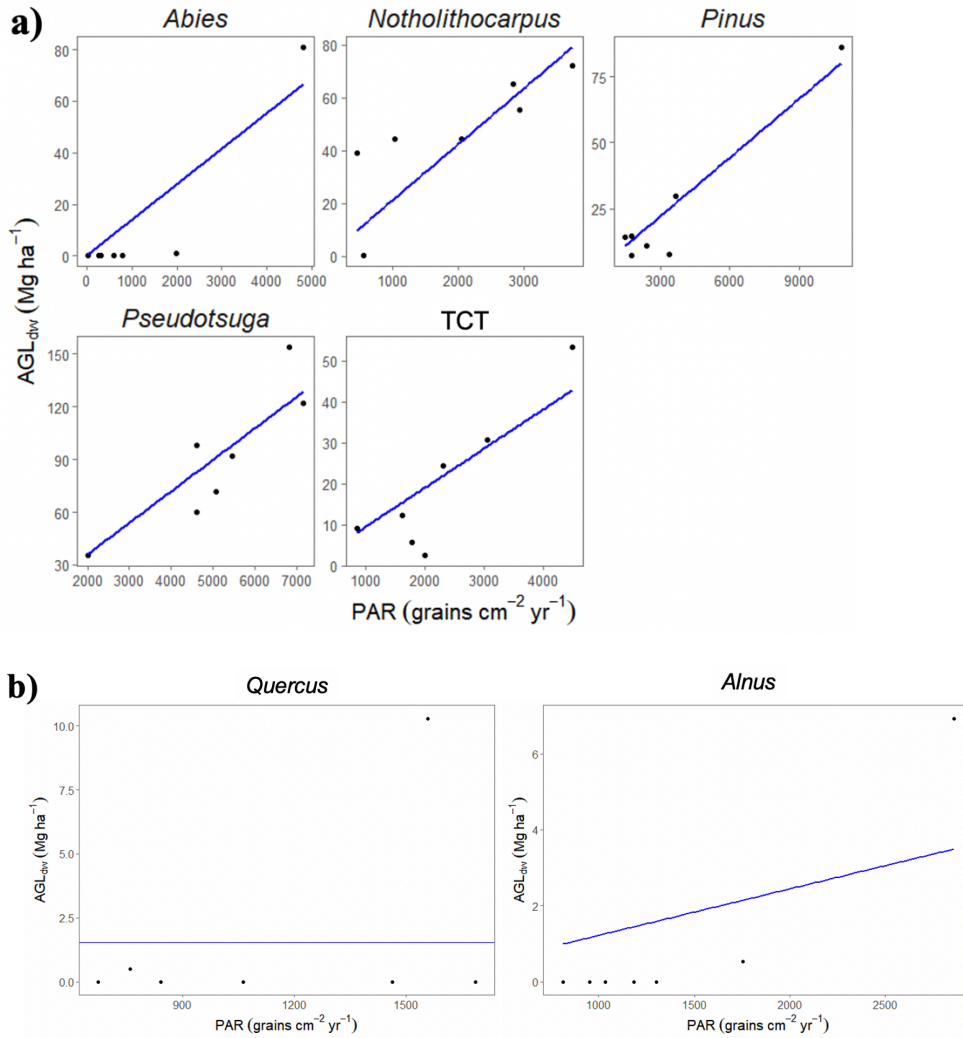 a)
Abies
Notholithocarpus
Pinus
80
60
40
20
0
0 1000 2000 3000 4000 5000
80
60
40
20
0
1000 2000 3000
75
50
25
3000 6000 9000
AGLdw (Mg ha⁻¹)
Pseudotsuga
TCT
150
120
90
60
30
2000 3000 4000 5000 6000 7000
50
40
30
20
10
0
1000 2000 3000 4000
PAR (grains cm⁻² yr⁻¹)
b)
Quercus
Alnus
10.0
7.5
5.0
2.5
0.0
AGLdw (Mg ha⁻¹)
900 1200 1500
PAR (grains cm⁻² yr⁻¹)
6
4
2
0
AGLdw (Mg ha⁻¹)
1000 1500 2000 2500
PAR (grains cm⁻² yr⁻¹)